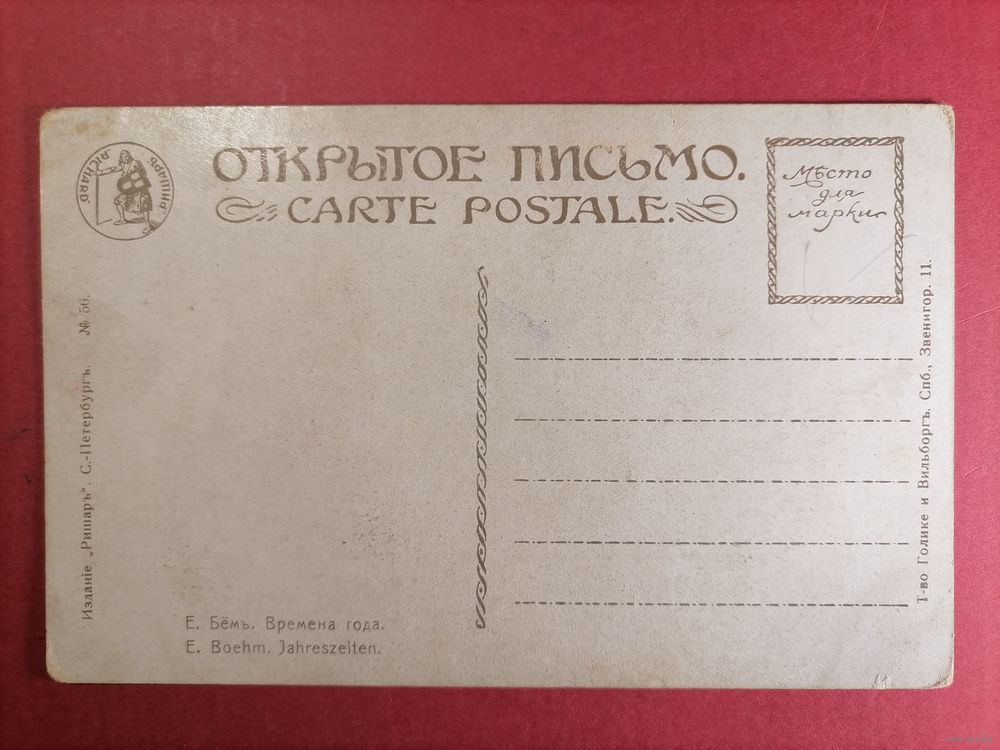 RICHARD.
РИШАРЪ.
ОТКРЫТОЕ ПИСЬМО.
CARTE POSTALE.
Мѣсто
для
марки
Изданіе „Ришаръ“. С.-Петербургъ. № 56.
Т-во Голике и Вильборгъ. Спб., Звенигор. 11.
Е. Бёмъ. Времена года.
E. Boehm. Jahreszeiten.